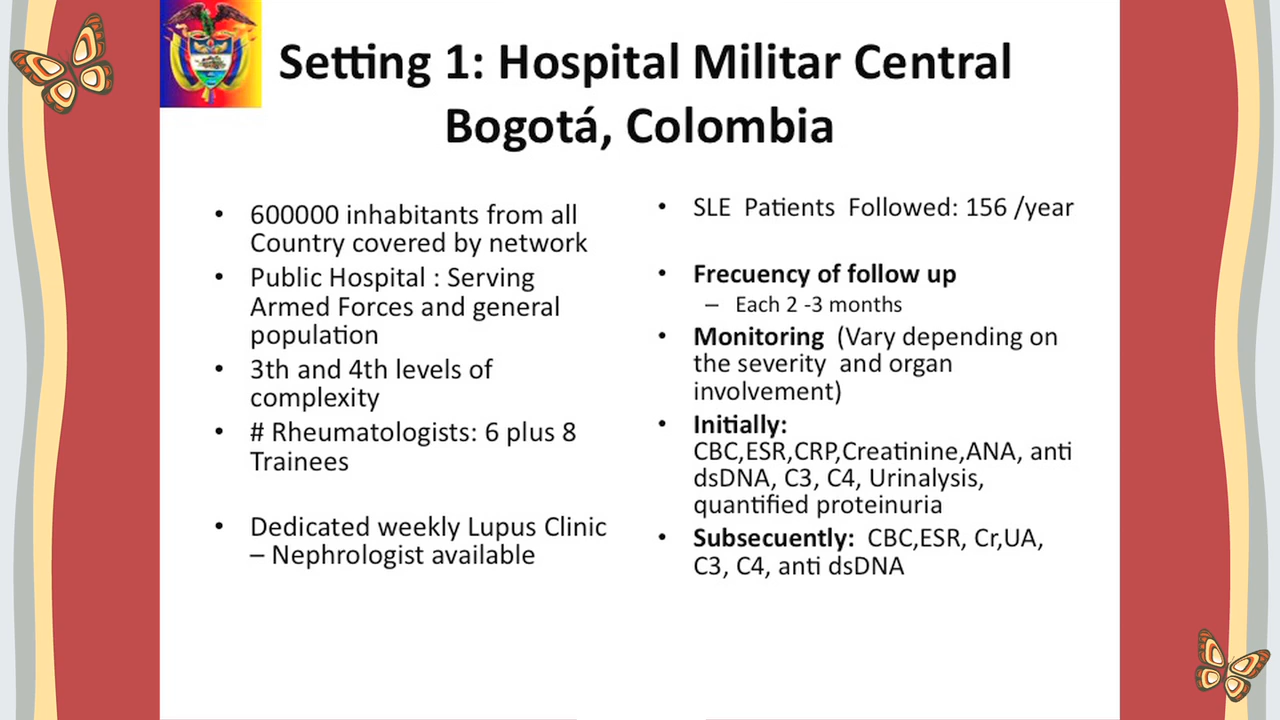 Setting 1: Hospital Militar Central
Bogotá, Colombia
• 600000 inhabitants from all
Country covered by network
• Public Hospital : Serving
Armed Forces and general
population
• 3th and 4th levels of
complexity
• # Rheumatologists: 6 plus 8
Trainees
• Dedicated weekly Lupus Clinic
– Nephrologist available
• SLE Patients Followed: 156 /year
• Frecuency of follow up
– Each 2 -3 months
• Monitoring (Vary depending on
the severity and organ
involvement)
• Initially:
CBC,ESR,CRP,Creatinine,ANA, anti
dsDNA, C3, C4, Urinalysis,
quantified proteinuria
• Subsecuently: CBC,ESR, Cr,UA,
C3, C4, anti dsDNA